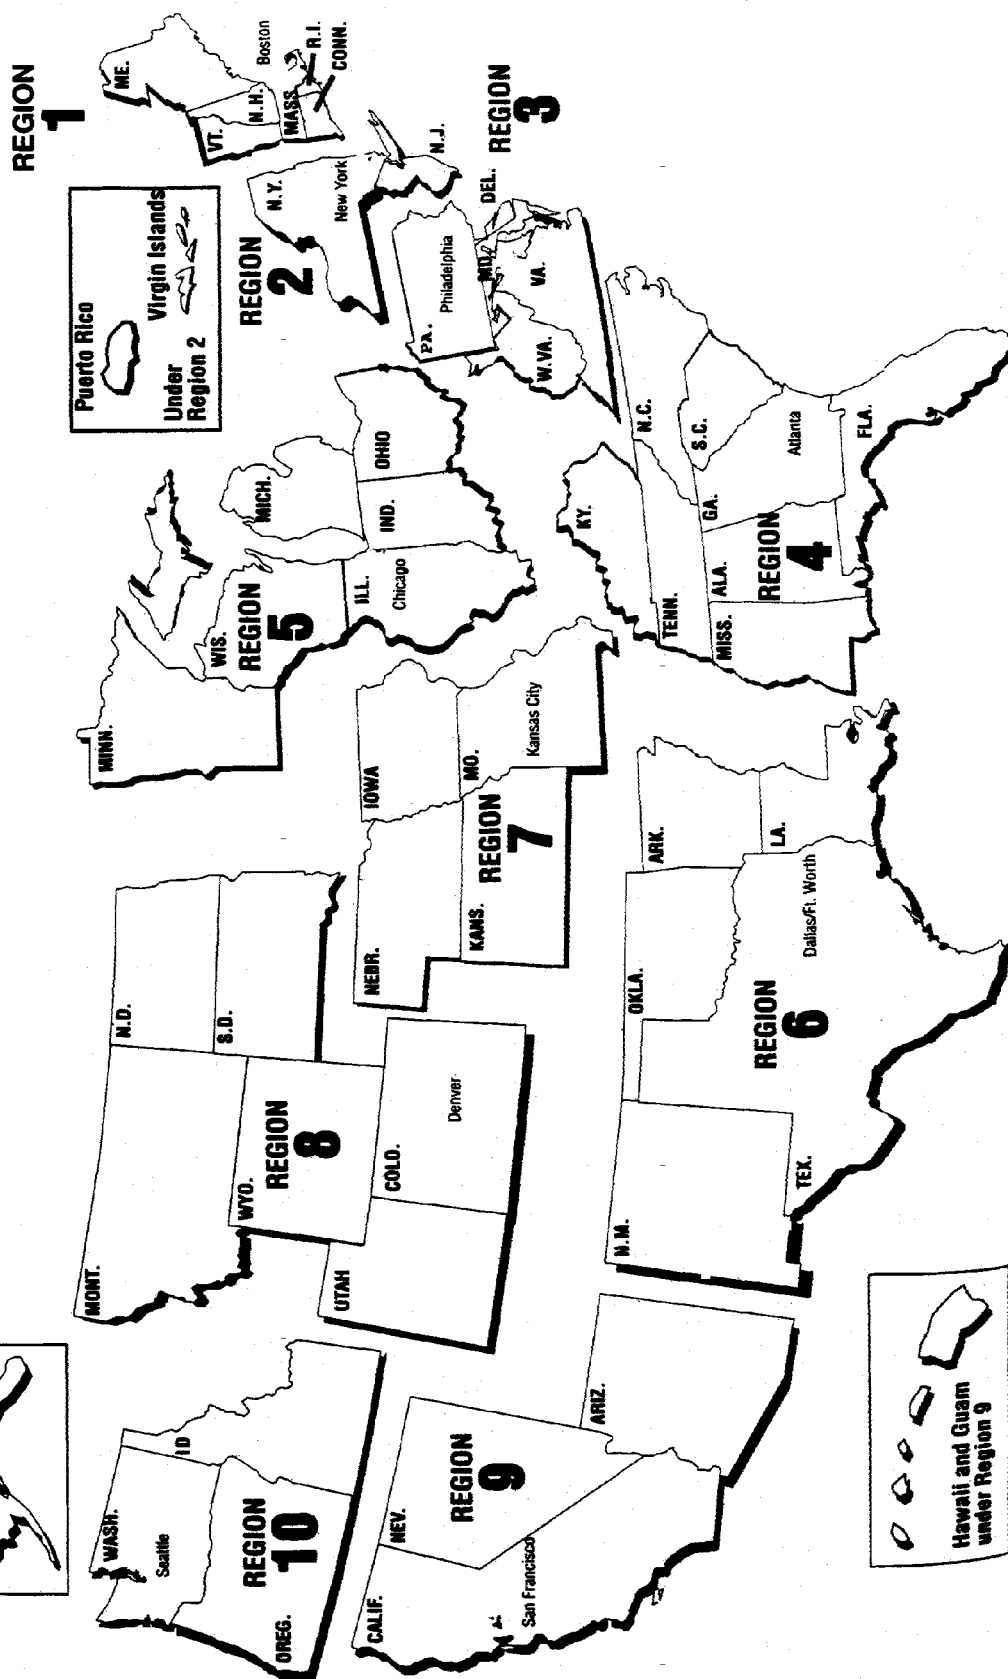 REGION
1
ME.
VT.
N.H.
MASS.
Boston
R.I.
CONN.
Puerto Rico
Virgin Islands
Under
Region 2
REGION
2
N.Y.
New York
N.J.
REGION
3
PA.
Philadelphia
MD.
DEL.
W.VA.
VA.
REGION
4
KY.
TENN.
N.C.
S.C.
GA.
Atlanta
ALA.
MISS.
FLA.
REGION
5
MINN.
WIS.
MICH.
ILL.
Chicago
IND.
OHIO
REGION
6
N.M.
TEX.
OKLA.
ARK.
LA.
Dallas/Ft. Worth
REGION
7
NEBR.
IOWA
KANS.
MO.
Kansas City
REGION
8
MONT.
N.D.
S.D.
WYO.
UTAH
COLO.
Denver
REGION
9
CALIF.
NEV.
ARIZ.
San Francisco
Hawaii and Guam
under Region 9
REGION
10
WASH.
Seattle
OREG.
ID